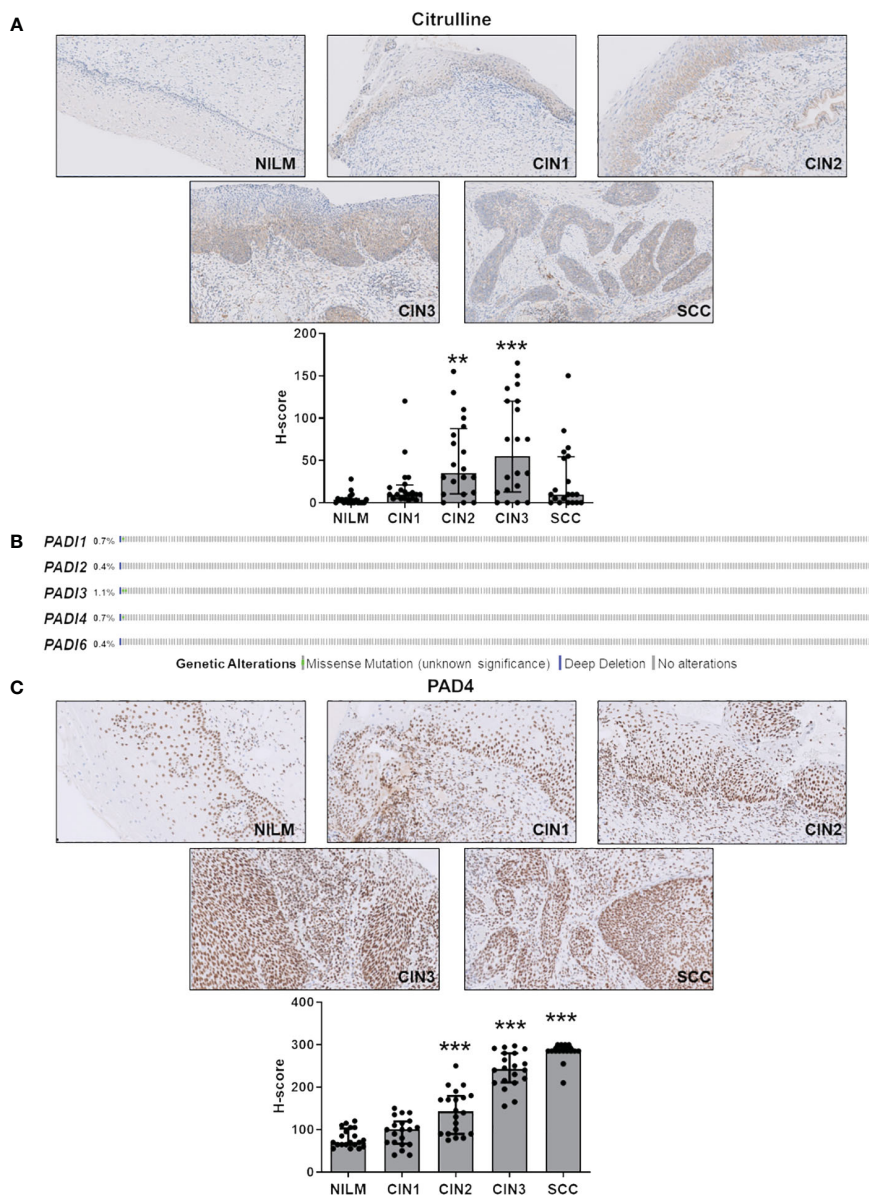 A
Citrulline
NILM
CIN1
CIN2
CIN3
SCC
200
150
100
50
0
H-score
**
***
NILM CIN1 CIN2 CIN3 SCC
B
PADI1 0.7%
PADI2 0.4%
PADI3 1.1%
PADI4 0.7%
PADI6 0.4%
Genetic Alterations Missense Mutation (unknown significance) Deep Deletion No alterations
C
PAD4
NILM
CIN1
CIN2
CIN3
SCC
400
300
200
100
0
H-score
***
***
***
NILM CIN1 CIN2 CIN3 SCC